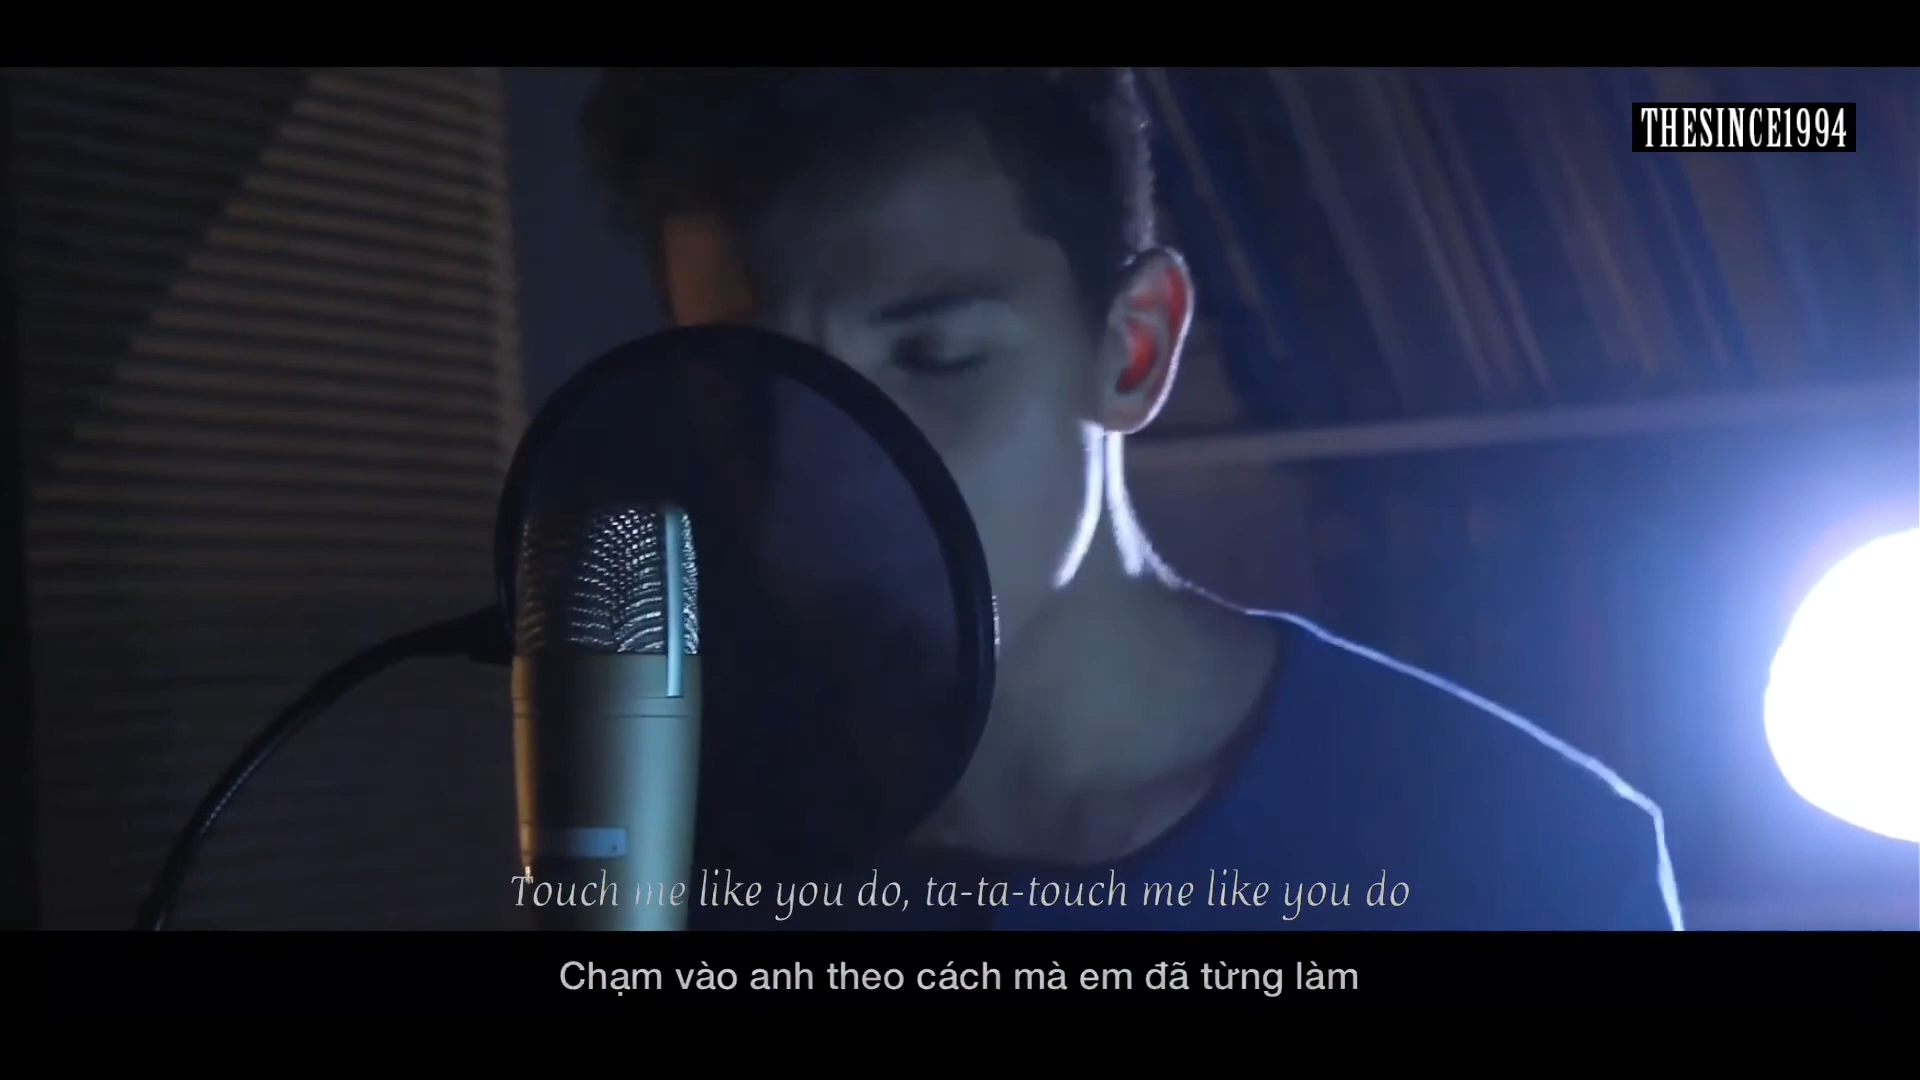 THESINCE1994
Touch me like you do, ta-ta-touch me like you do
Chạm vào anh theo cách mà em đã từng làm